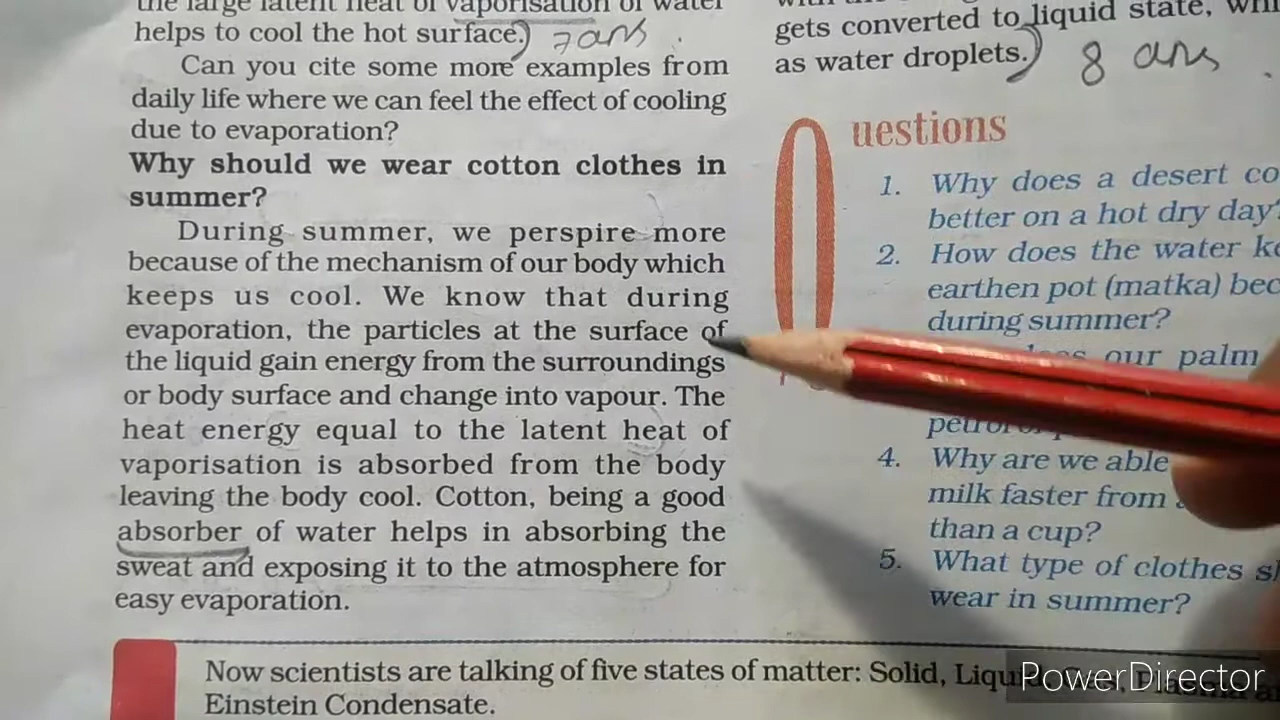 the large latent heat of vaporisation of water
helps to cool the hot surface.) 7 ans.
Can you cite some more examples from
daily life where we can feel the effect of cooling
due to evaporation?
Why should we wear cotton clothes in
summer?
During summer, we perspire more
because of the mechanism of our body which
keeps us cool. We know that during
evaporation, the particles at the surface of
the liquid gain energy from the surroundings
or body surface and change into vapour. The
heat energy equal to the latent heat of
vaporisation is absorbed from the body
leaving the body cool. Cotton, being a good
absorber of water helps in absorbing the
sweat and exposing it to the atmosphere for
easy evaporation.
gets converted to liquid state,
as water droplets.) 8 ans.
Questions
1. Why does a desert
better on a hot dry day?
2. How does the water
earthen pot (matka)
during summer?
our palm
4. Why are we able
milk faster from
than a cup?
5. What type of clothes
wear in summer?
Now scientists are talking of five states of matter: Solid,
Einstein Condensate.
PowerDirector